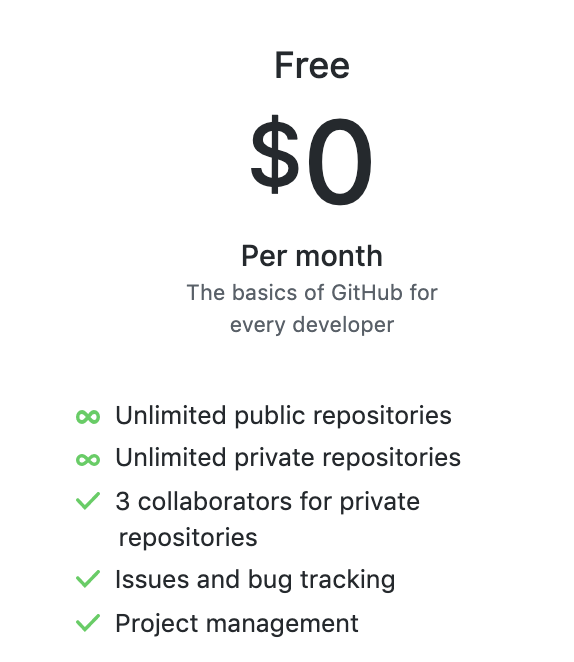 Free
$0
Per month
The basics of GitHub for
every developer
∞ Unlimited public repositories
∞ Unlimited private repositories
✓ 3 collaborators for private
repositories
✓ Issues and bug tracking
✓ Project management